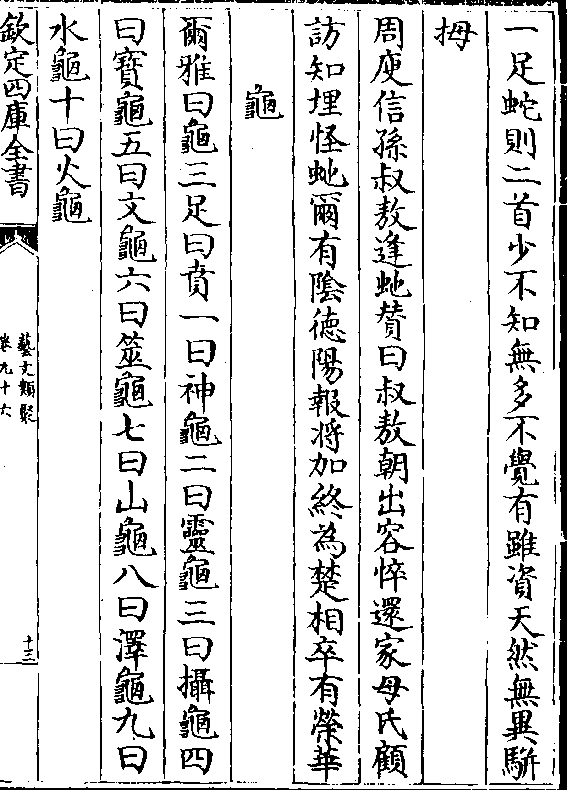 一足蛇則二首少不知無多不覺有雖資天然無異騈
拇
周庾信孫叔敖逢虵賛曰叔敖朝出容悴還家母氏顧
訪知埋怪虵爾有陰德陽報將加終為楚相卒有榮華
龜
爾雅曰龜三足曰賁一曰神龜二曰靈龜三曰攝龜四
曰寳龜五曰文龜六曰筮龜七曰山龜八曰澤龜九曰
水龜十曰火龜
欽定四庫全書
藝文類聚
卷九十六
十三